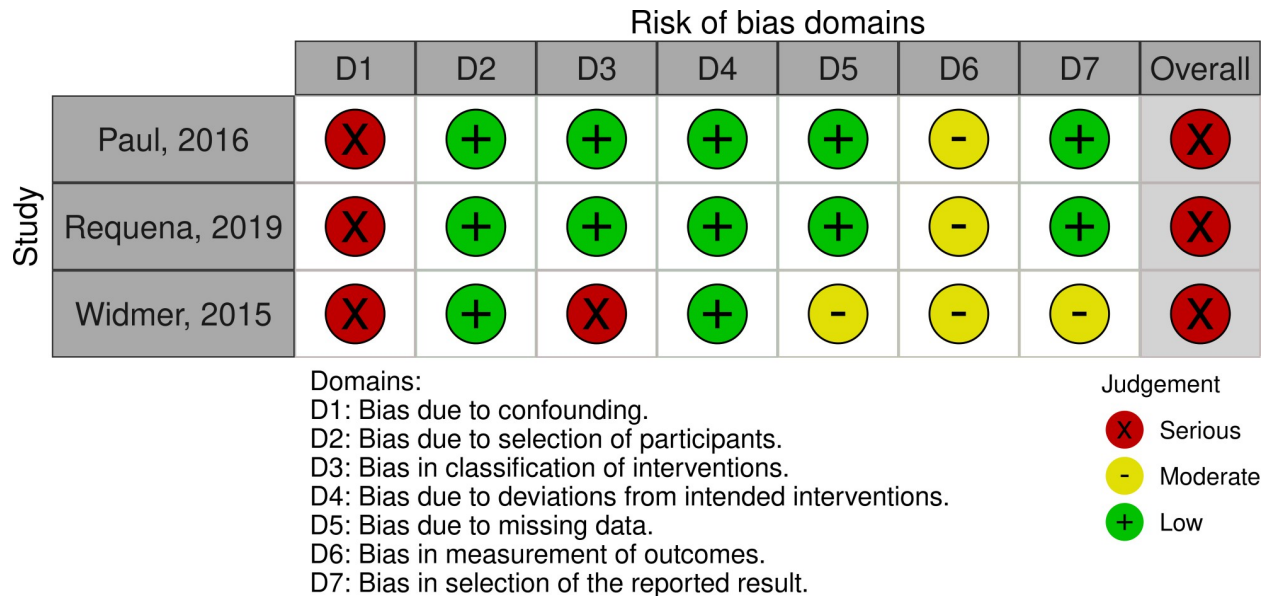 Risk of bias domains
D1 D2 D3 D4 D5 D6 D7 Overall
Study
Paul, 2016 X + + + + - + X
Requena, 2019 X + + + + - + X
Widmer, 2015 X + X + - - - X
Domains:
D1: Bias due to confounding.
D2: Bias due to selection of participants.
D3: Bias in classification of interventions.
D4: Bias due to deviations from intended interventions.
D5: Bias due to missing data.
D6: Bias in measurement of outcomes.
D7: Bias in selection of the reported result.
Judgement
X Serious
- Moderate
+ Low